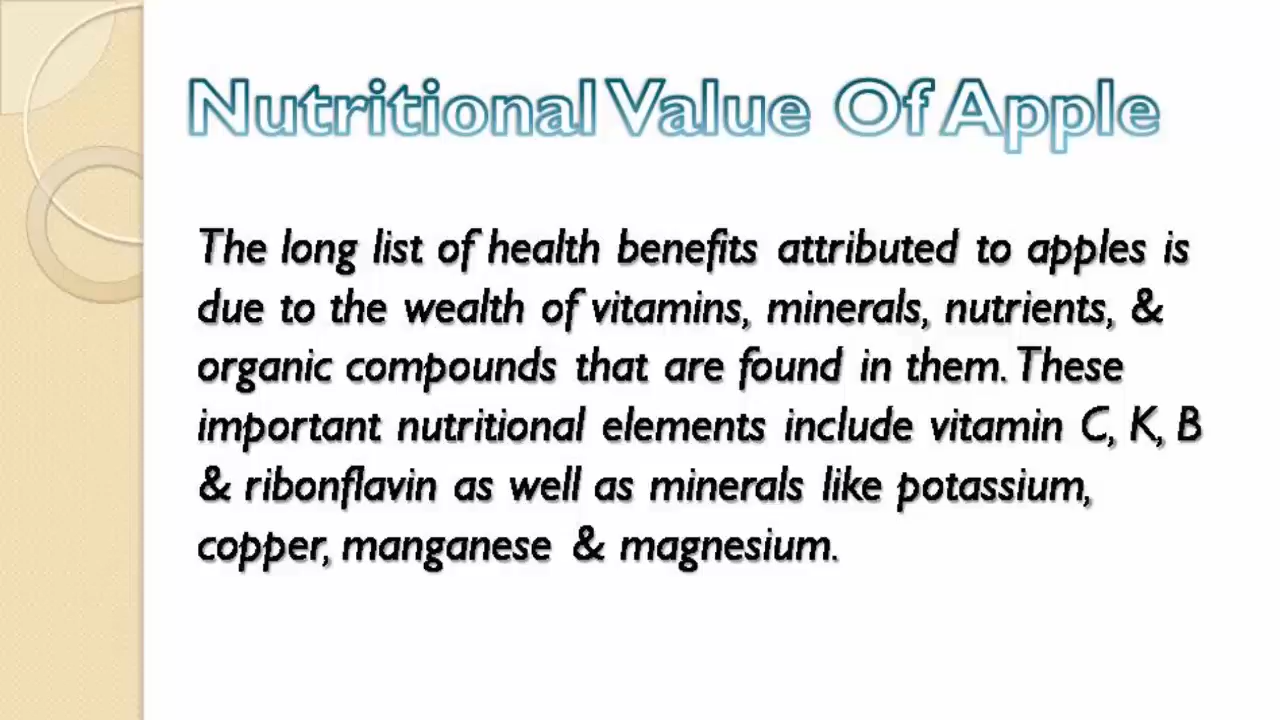 Nutritional Value Of Apple
The long list of health benefits attributed to apples is
due to the wealth of vitamins, minerals, nutrients, &
organic compounds that are found in them. These
important nutritional elements include vitamin C, K, B
& ribonflavin as well as minerals like potassium,
copper, manganese & magnesium.